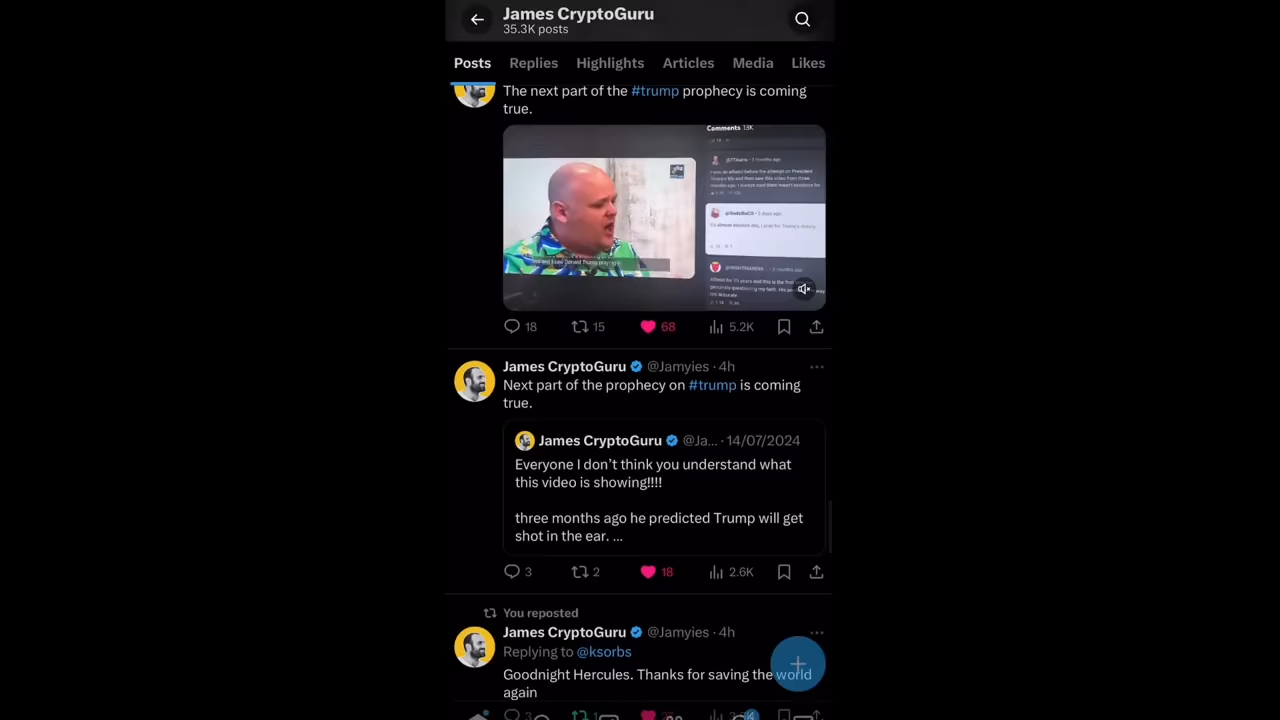 James CryptoGuru
35.3K posts
Posts Replies Highlights Articles Media Likes
The next part of the #trump prophecy is coming
true.
Comments 13K
18 15 68 5.2K
James CryptoGuru @Jamyies · 4h
Next part of the prophecy on #trump is coming
true.
James CryptoGuru @Ja... · 14/07/2024
Everyone I don’t think you understand what
this video is showing!!!!
three months ago he predicted Trump will get
shot in the ear. ...
3 2 18 2.6K
You reposted
James CryptoGuru @Jamyies · 4h
Replying to @ksorbs
Goodnight Hercules. Thanks for saving the world
again